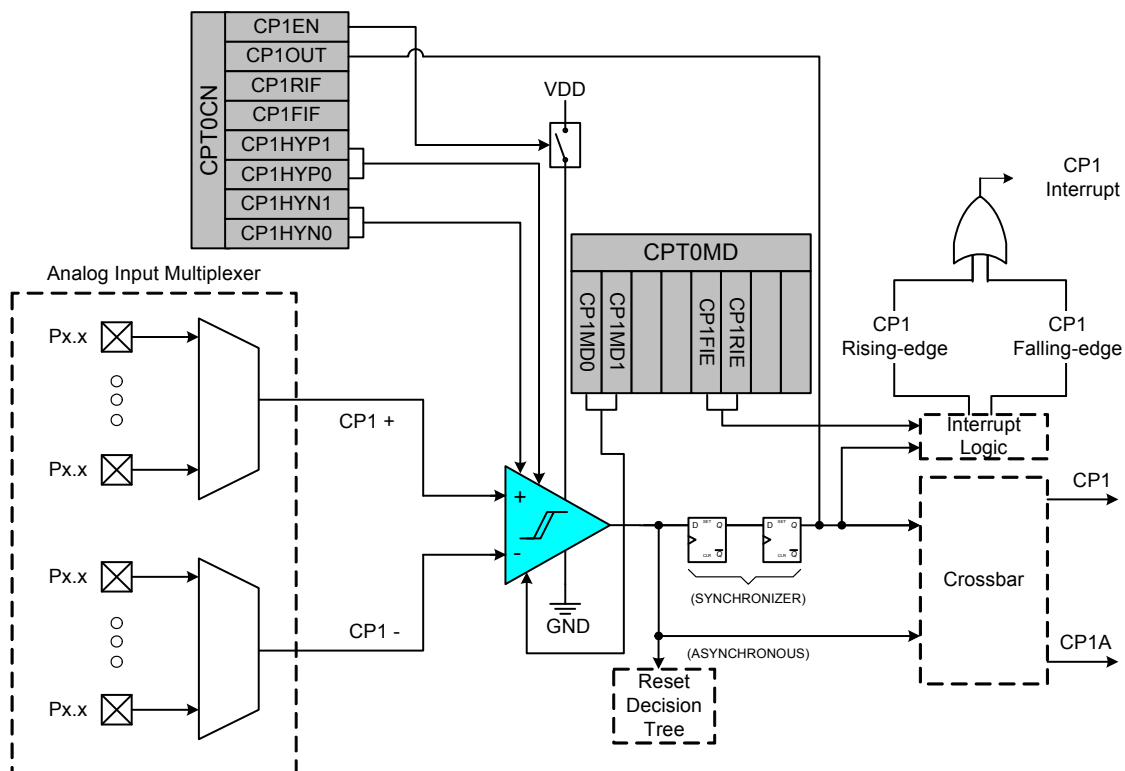 CPT0CN
CP1EN
CP1OUT
CP1RIF
CP1FIF
CP1HYP1
CP1HYP0
CP1HYN1
CP1HYN0
VDD
CP1
Interrupt
CPT0MD
CP1MD0
CP1MD1
CP1FIE
CP1RIE
CP1
Rising-edge
CP1
Falling-edge
Interrupt
Logic
Analog Input Multiplexer
Px.x
Px.x
Px.x
Px.x
CP1 +
CP1 -
+
-
GND
D SET Q
CLR Q
D SET Q
CLR Q
(SYNCHRONIZER)
(ASYNCHRONOUS)
Reset
Decision
Tree
Crossbar
CP1
CP1A